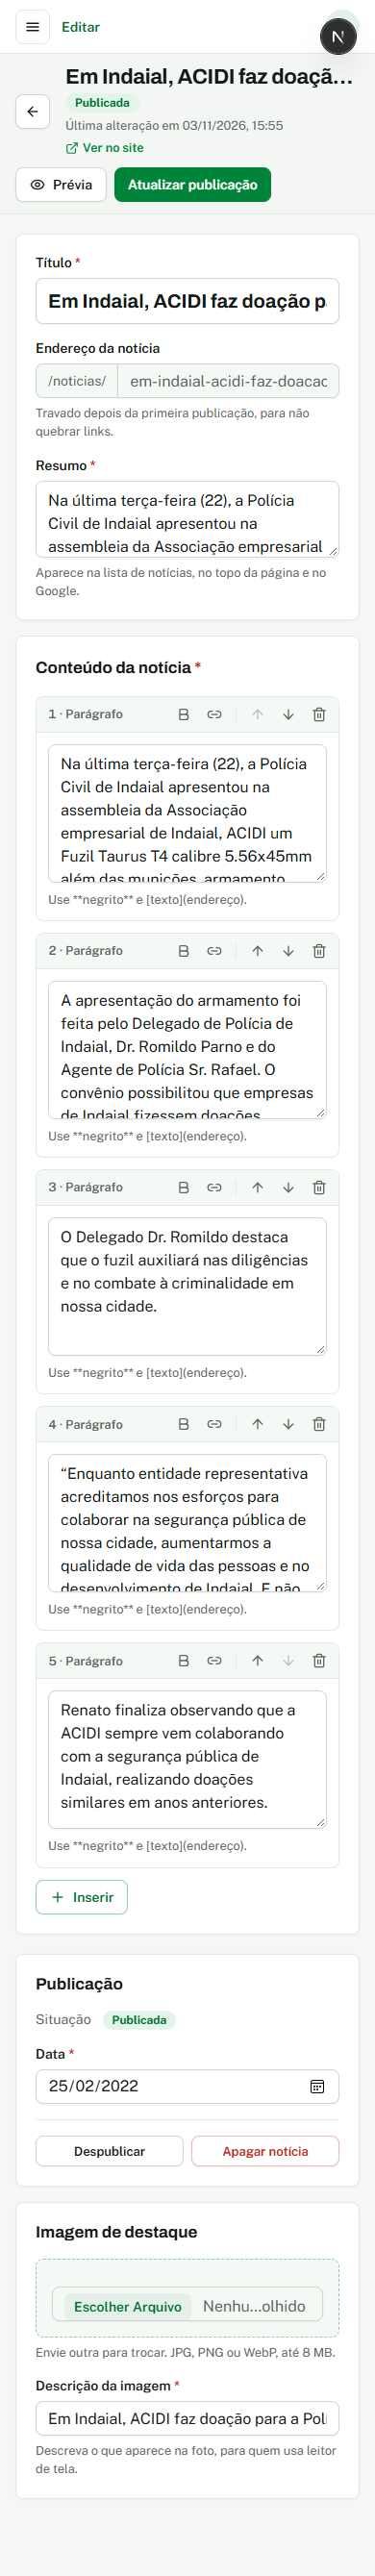 Editar
N
Em Indaial, ACIDI faz doaçã...
Publicada
Última alteração em 03/11/2026, 15:55
Ver no site
Prévia
Atualizar publicação
Título *
Em Indaial, ACIDI faz doação p
Endereço da notícia
/noticias/ em-indaial-acidi-faz-doacac
Travado depois da primeira publicação, para não
quebrar links.
Resumo *
Na última terça-feira (22), a Polícia
Civil de Indaial apresentou na
assembleia da Associação empresarial
Aparece na lista de notícias, no topo da página e no
Google.
Conteúdo da notícia *
1 · Parágrafo
Na última terça-feira (22), a Polícia
Civil de Indaial apresentou na
assembleia da Associação
empresarial de Indaial, ACIDI um
Fuzil Taurus T4 calibre 5.56x45mm
além das munições, armamento
Use **negrito** e [texto](endereço).
2 · Parágrafo
A apresentação do armamento foi
feita pelo Delegado de Polícia de
Indaial, Dr. Romildo Parno e do
Agente de Polícia Sr. Rafael. O
convênio possibilitou que empresas
de Indaial fizessem doações
Use **negrito** e [texto](endereço).
3 · Parágrafo
O Delegado Dr. Romildo destaca
que o fuzil auxiliará nas diligências
e no combate à criminalidade em
nossa cidade.
Use **negrito** e [texto](endereço).
4 · Parágrafo
“Enquanto entidade representativa
acreditamos nos esforços para
colaborar na segurança pública de
nossa cidade, aumentarmos a
qualidade de vida das pessoas e no
desenvolvimento de Indaial. E não
Use **negrito** e [texto](endereço).
5 · Parágrafo
Renato finaliza observando que a
ACIDI sempre vem colaborando
com a segurança pública de
Indaial, realizando doações
similares em anos anteriores.
Use **negrito** e [texto](endereço).
Inserir
Publicação
Situação Publicada
Data *
25/02/2022
Despublicar
Apagar notícia
Imagem de destaque
Escolher Arquivo Nenhu...olhido
Envie outra para trocar. JPG, PNG ou WebP, até 8 MB.
Descrição da imagem *
Em Indaial, ACIDI faz doação para a Polí
Descreva o que aparece na foto, para quem usa leitor
de tela.